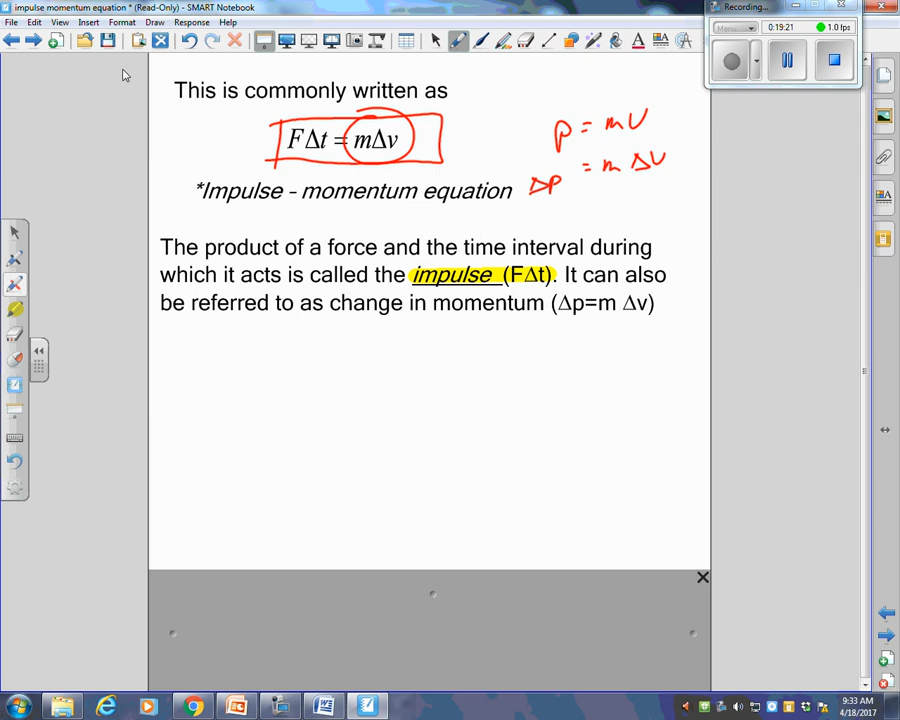 impulse momentum equation * (Read-Only) - SMART Notebook
Recording...
File Edit View Insert Format Draw Response Help
Menu
0:19:21
1.0 fps
This is commonly written as
FΔt = mΔv
p = mv
Δp = m Δv
*Impulse - momentum equation
The product of a force and the time interval during
which it acts is called the impulse (FΔt). It can also
be referred to as change in momentum (Δp=m Δv)
9:33 AM
4/18/2017